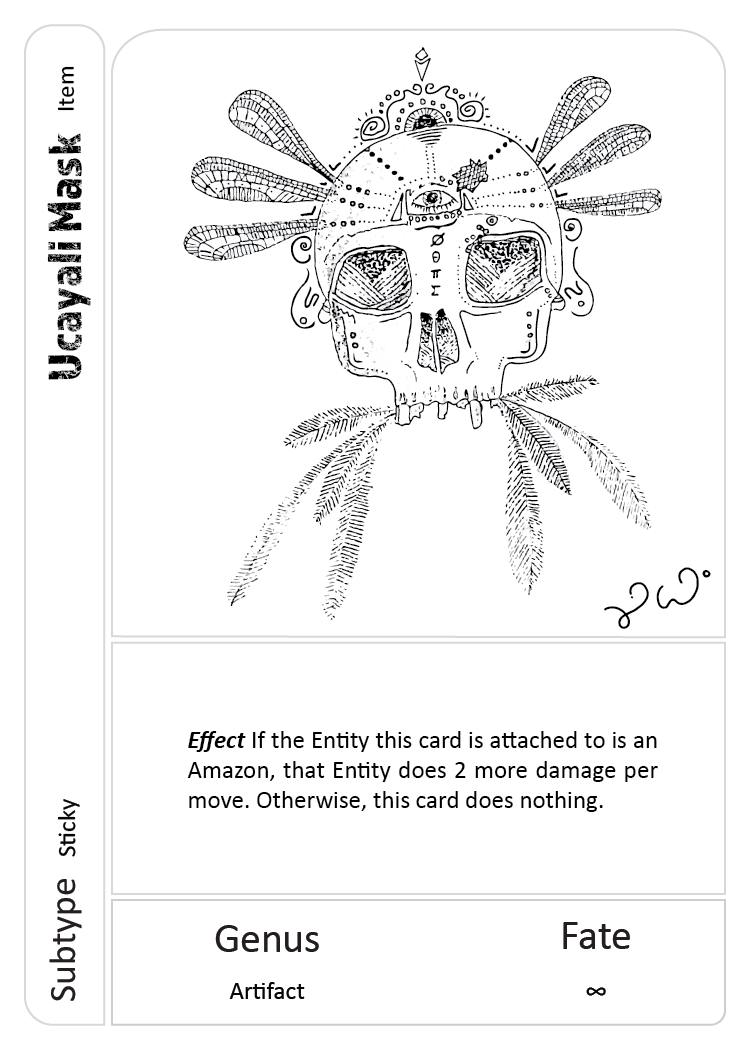 Ucayali Mask Item
Subtype Sticky
Ø
θ
π
Σ
Effect If the Entity this card is attached to is an
Amazon, that Entity does 2 more damage per
move. Otherwise, this card does nothing.
Genus
Fate
Artifact
∞